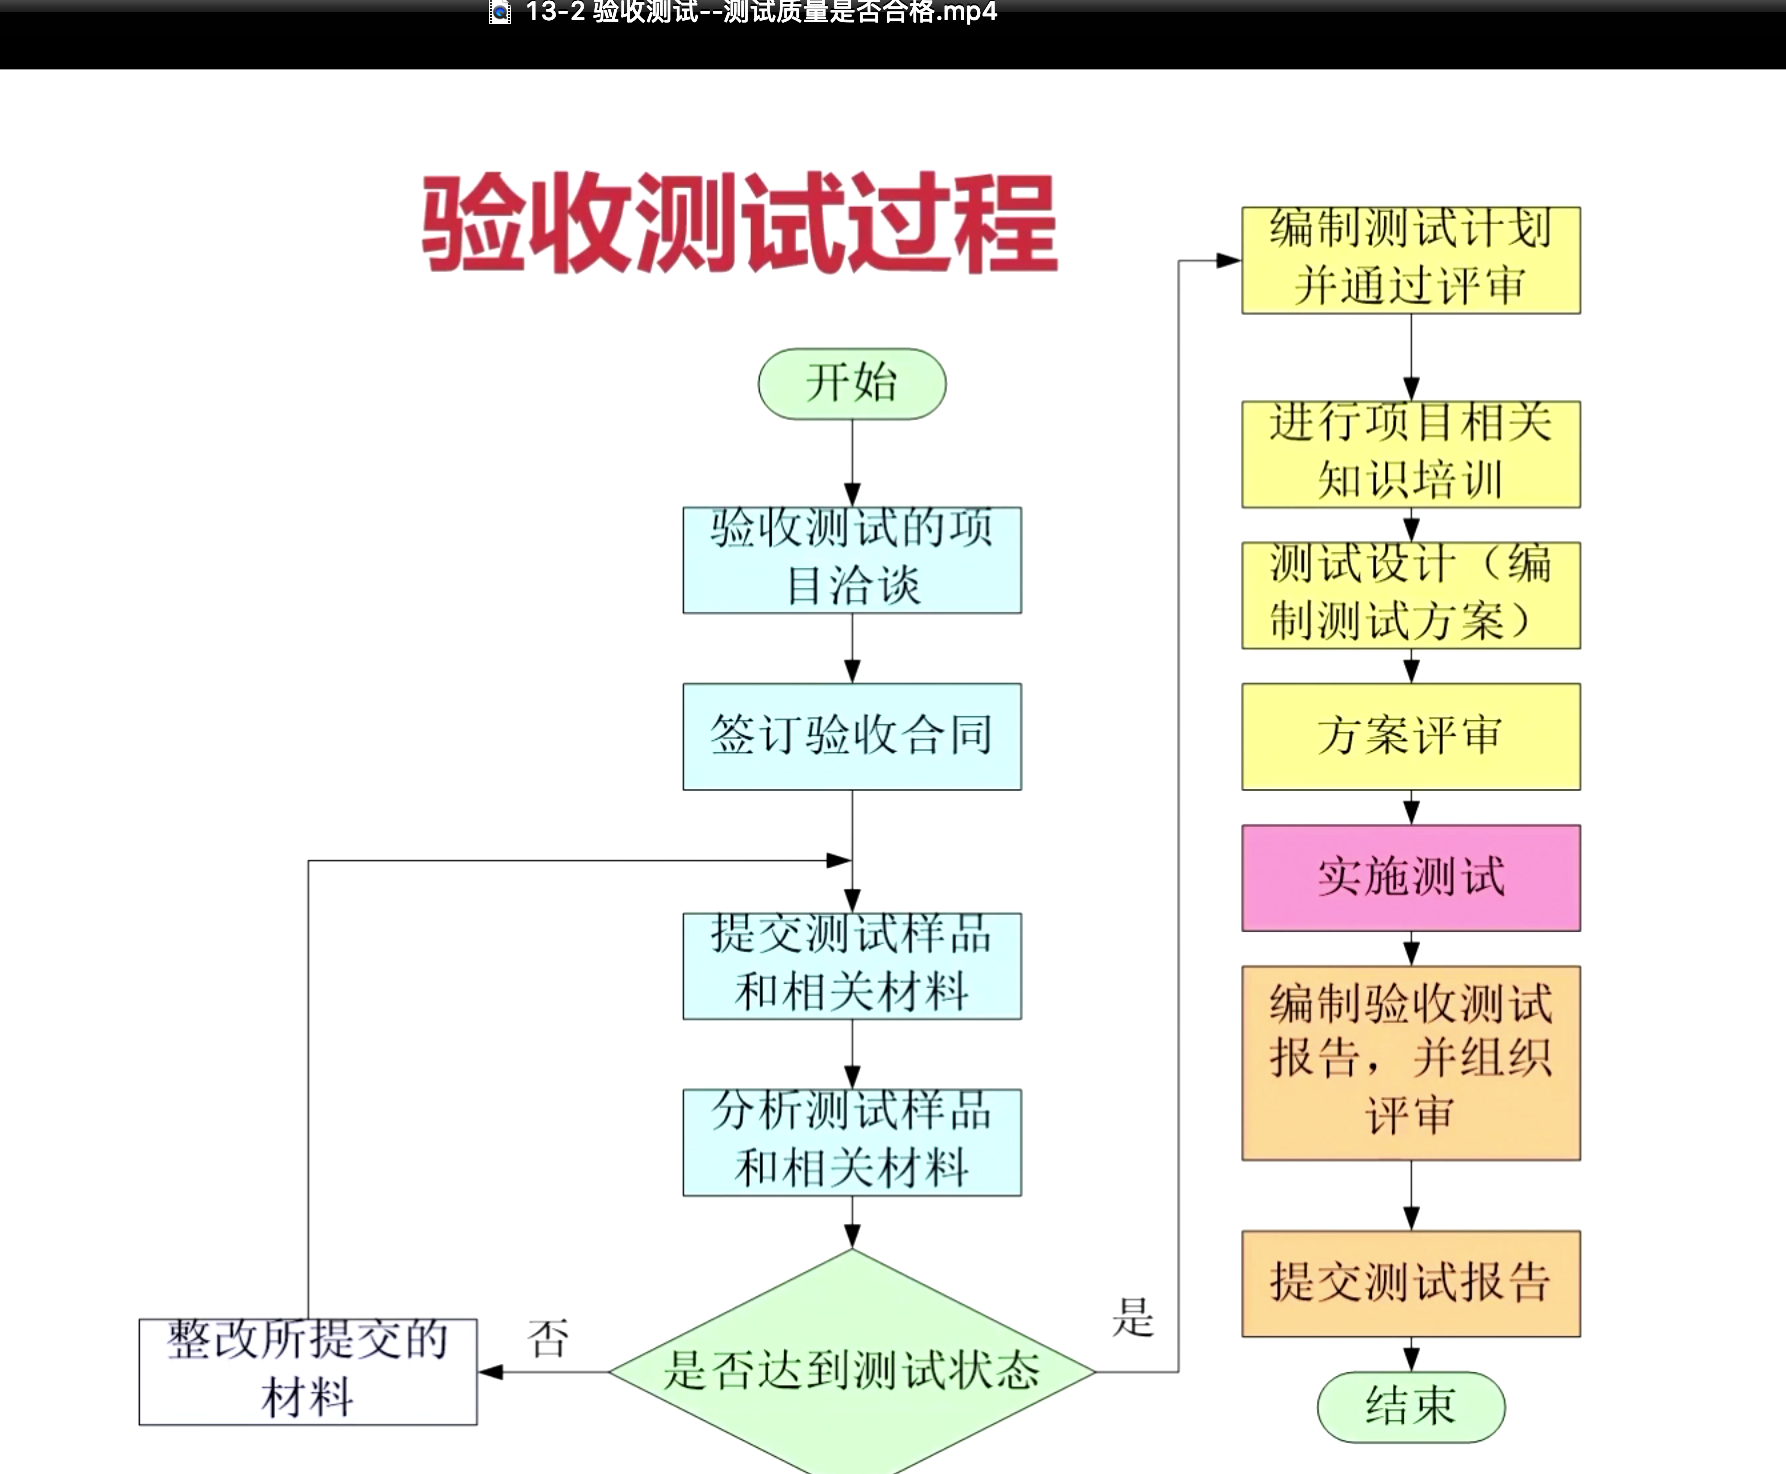 13-2 验收测试--测试质量是否合格.mp4
验收测试过程
开始
验收测试的项
目洽谈
签订验收合同
提交测试样品
和相关材料
分析测试样品
和相关材料
是否达到测试状态
否
整改所提交的
材料
是
编制测试计划
并通过评审
进行项目相关
知识培训
测试设计（编
制测试方案）
方案评审
实施测试
编制验收测试
报告，并组织
评审
提交测试报告
结束